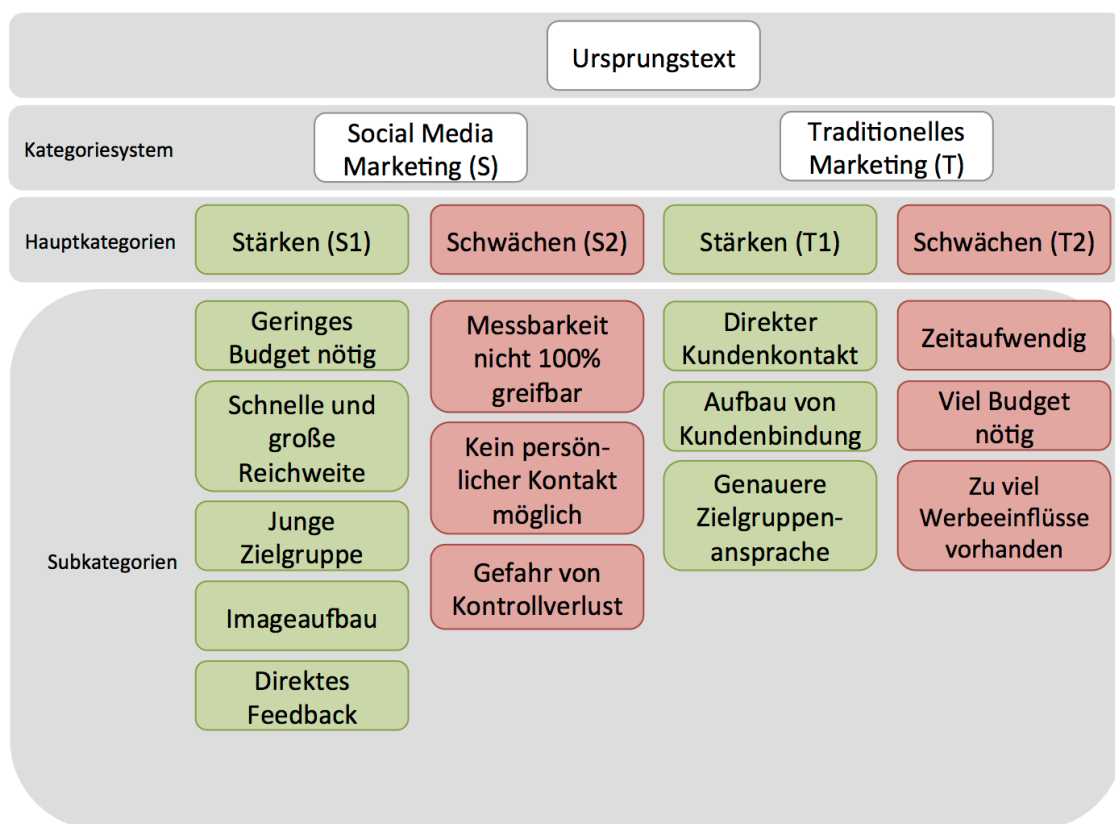 Ursprungstext
Kategoriesystem
Social Media
Marketing (S)
Traditionelles
Marketing (T)
Hauptkategorien
Stärken (S1)
Schwächen (S2)
Stärken (T1)
Schwächen (T2)
Subkategorien
Geringes
Budget nötig
Schnelle und
große
Reichweite
Junge
Zielgruppe
Imageaufbau
Direktes
Feedback
Messbarkeit
nicht 100%
greifbar
Kein persön-
licher Kontakt
möglich
Gefahr von
Kontrollverlust
Direkter
Kundenkontakt
Aufbau von
Kundenbindung
Genauere
Zielgruppen-
ansprache
Zeitaufwendig
Viel Budget
nötig
Zu viel
Werbeeinflüsse
vorhanden